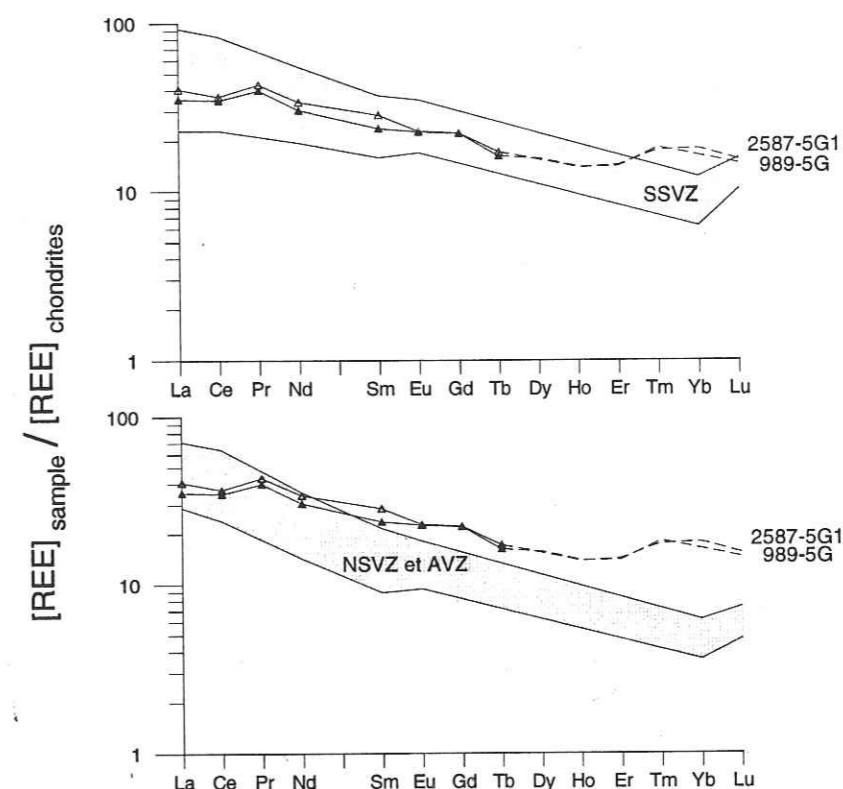 [REE] sample / [REE] chondrites
100
10
1
2587-5G1
989-5G
SSVZ
La Ce Pr Nd Sm Eu Gd Tb Dy Ho Er Tm Yb Lu
100
10
1
2587-5G1
989-5G
NSVZ et AVZ
La Ce Pr Nd Sm Eu Gd Tb Dy Ho Er Tm Yb Lu